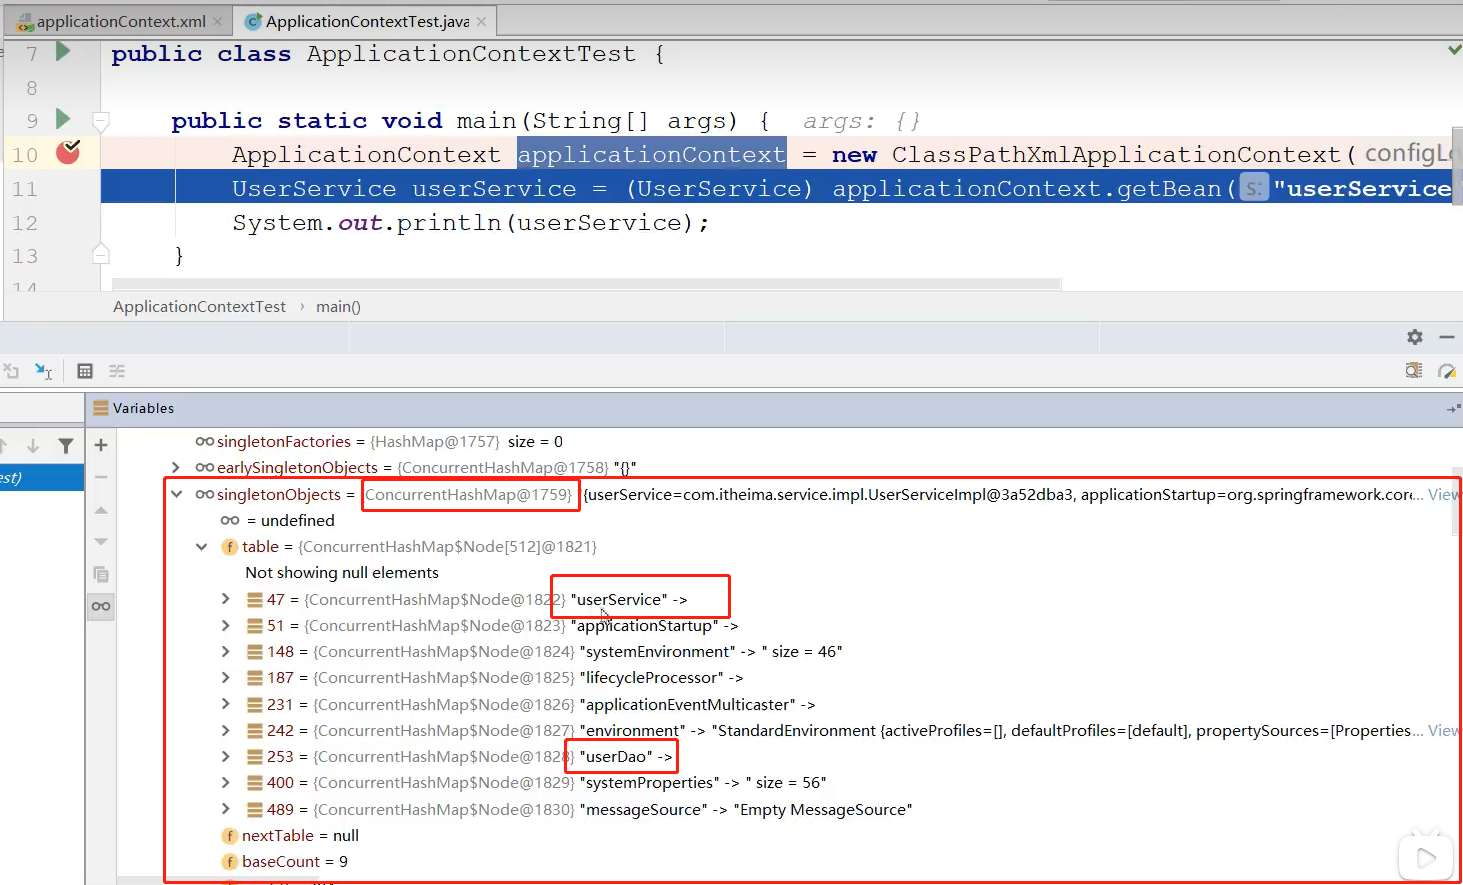 applicationContext.xml ApplicationContextTest.java
7 public class ApplicationContextTest {
8
9 public static void main(String[] args) { args: {}
10 ApplicationContext applicationContext = new ClassPathXmlApplicationContext( configLo
11 UserService userService = (UserService) applicationContext.getBean( s: "userService
12 System.out.println(userService);
13 }
14
ApplicationContextTest › main()
Variables
singletonFactories = {HashMap@1757} size = 0
earlySingletonObjects = {ConcurrentHashMap@1758} "{}"
est)
singletonObjects = {ConcurrentHashMap@1759} "{userService=com.itheima.service.impl.UserServiceImpl@3a52dba3, applicationStartup=org.springframework.core... View
= undefined
table = {ConcurrentHashMap$Node[512]@1821}
Not showing null elements
47 = {ConcurrentHashMap$Node@1822} "userService" ->
51 = {ConcurrentHashMap$Node@1823} "applicationStartup" ->
148 = {ConcurrentHashMap$Node@1824} "systemEnvironment" -> " size = 46"
187 = {ConcurrentHashMap$Node@1825} "lifecycleProcessor" ->
231 = {ConcurrentHashMap$Node@1826} "applicationEventMulticaster" ->
242 = {ConcurrentHashMap$Node@1827} "environment" -> "StandardEnvironment {activeProfiles=[], defaultProfiles=[default], propertySources=[Properties... View
253 = {ConcurrentHashMap$Node@1828} "userDao" ->
400 = {ConcurrentHashMap$Node@1829} "systemProperties" -> " size = 56"
489 = {ConcurrentHashMap$Node@1830} "messageSource" -> "Empty MessageSource"
nextTable = null
baseCount = 9